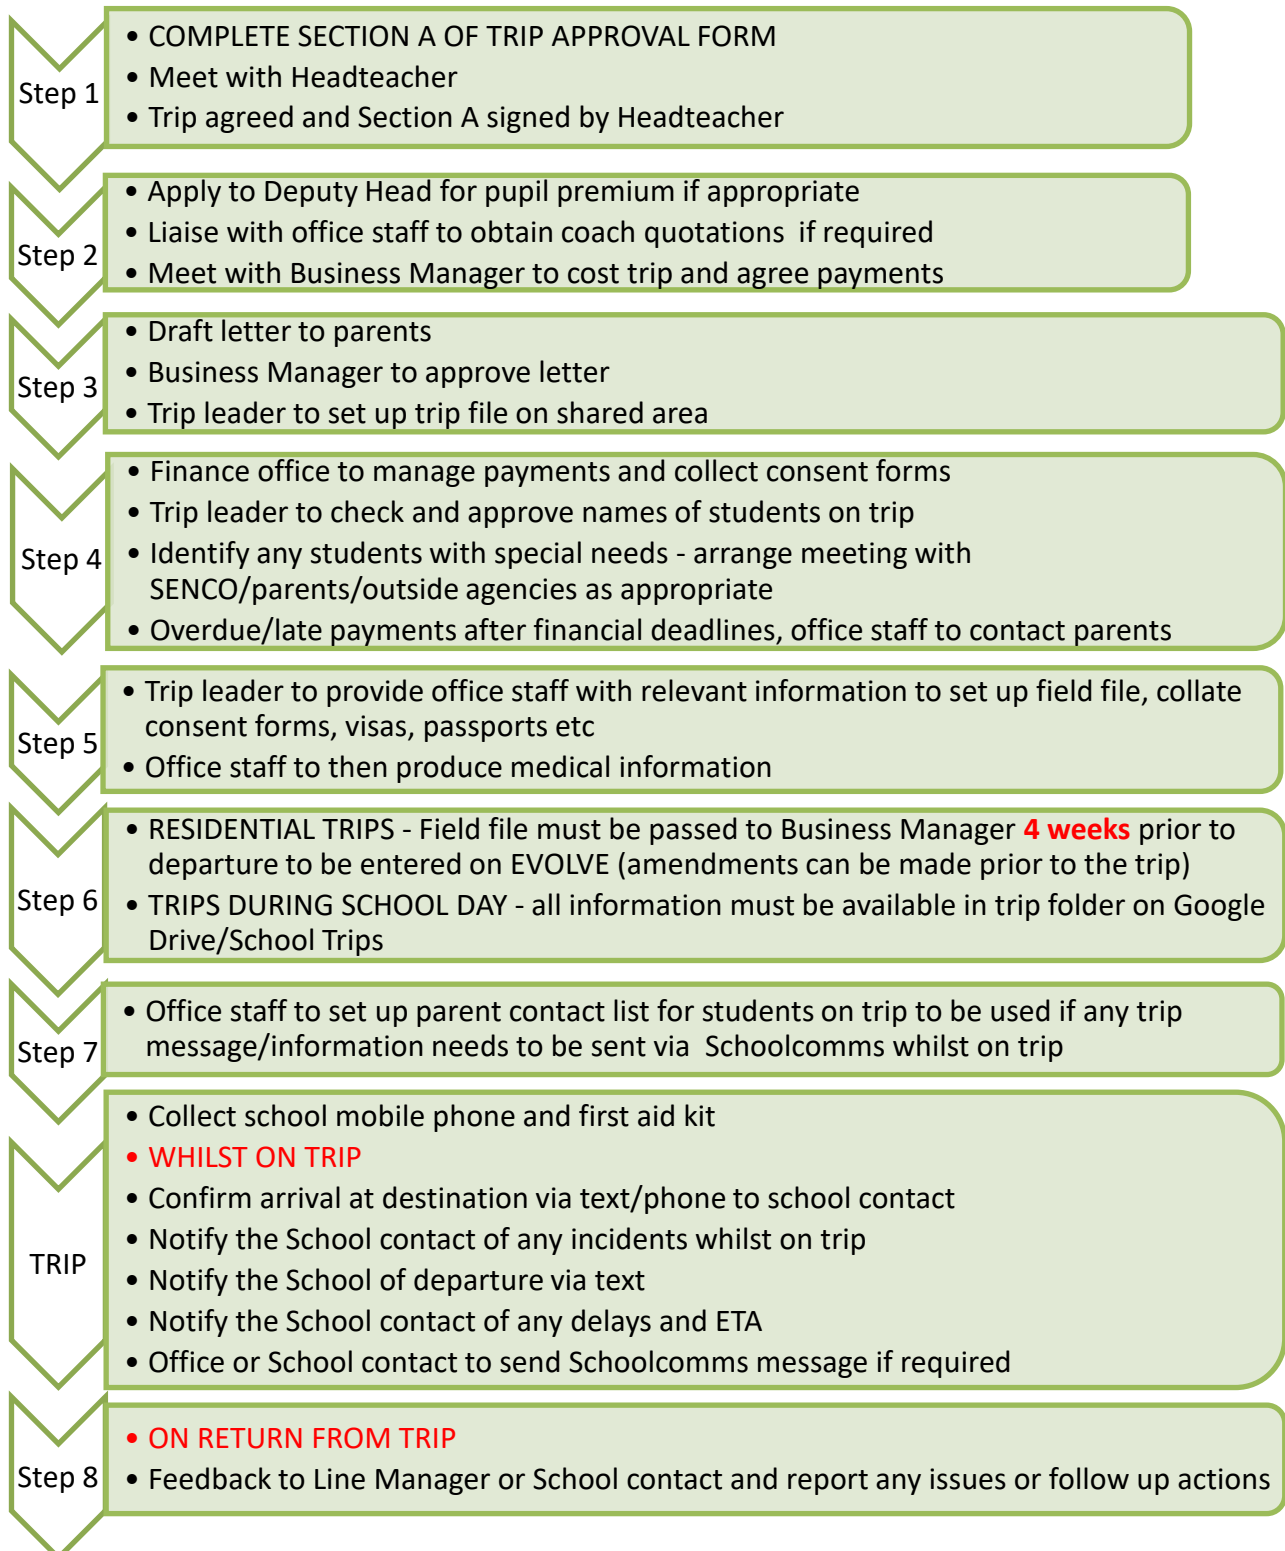 Step 1
• COMPLETE SECTION A OF TRIP APPROVAL FORM
• Meet with Headteacher
• Trip agreed and Section A signed by Headteacher
Step 2
• Apply to Deputy Head for pupil premium if appropriate
• Liaise with office staff to obtain coach quotations if required
• Meet with Business Manager to cost trip and agree payments
Step 3
• Draft letter to parents
• Business Manager to approve letter
• Trip leader to set up trip file on shared area
Step 4
• Finance office to manage payments and collect consent forms
• Trip leader to check and approve names of students on trip
• Identify any students with special needs - arrange meeting with
SENCO/parents/outside agencies as appropriate
• Overdue/late payments after financial deadlines, office staff to contact parents
Step 5
• Trip leader to provide office staff with relevant information to set up field file, collate
consent forms, visas, passports etc
• Office staff to then produce medical information
Step 6
• RESIDENTIAL TRIPS - Field file must be passed to Business Manager 4 weeks prior to
departure to be entered on EVOLVE (amendments can be made prior to the trip)
• TRIPS DURING SCHOOL DAY - all information must be available in trip folder on Google
Drive/School Trips
Step 7
• Office staff to set up parent contact list for students on trip to be used if any trip
message/information needs to be sent via Schoolcomms whilst on trip
TRIP
• Collect school mobile phone and first aid kit
• WHILST ON TRIP
• Confirm arrival at destination via text/phone to school contact
• Notify the School contact of any incidents whilst on trip
• Notify the School of departure via text
• Notify the School contact of any delays and ETA
• Office or School contact to send Schoolcomms message if required
Step 8
• ON RETURN FROM TRIP
• Feedback to Line Manager or School contact and report any issues or follow up actions